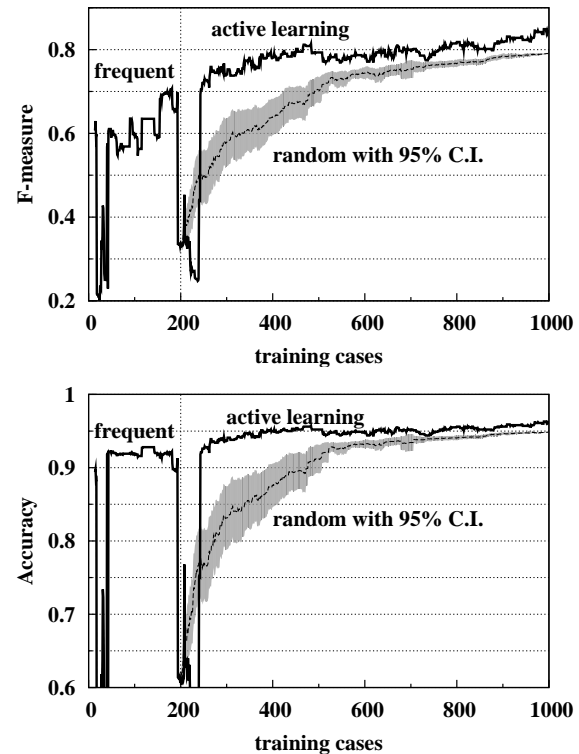 active learning
frequent
random with 95% C.I.
F-measure
0.8
0.6
0.4
0.2
0 200 400 600 800 1000
training cases
active learning
frequent
random with 95% C.I.
Accuracy
1
0.9
0.8
0.7
0.6
0 200 400 600 800 1000
training cases